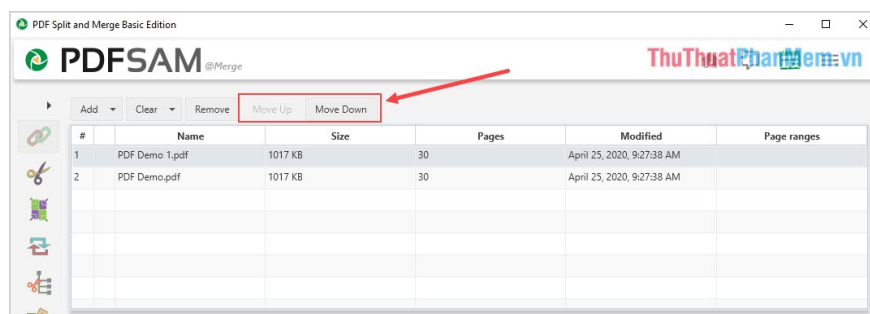 PDF Split and Merge Basic Edition
PDFSAM @Merge
ThuThuatPhanMem.vn
Add Clear Remove Move Up Move Down
# Name Size Pages Modified Page ranges
1 PDF Demo 1.pdf 1017 KB 30 April 25, 2020, 9:27:38 AM
2 PDF Demo.pdf 1017 KB 30 April 25, 2020, 9:27:38 AM